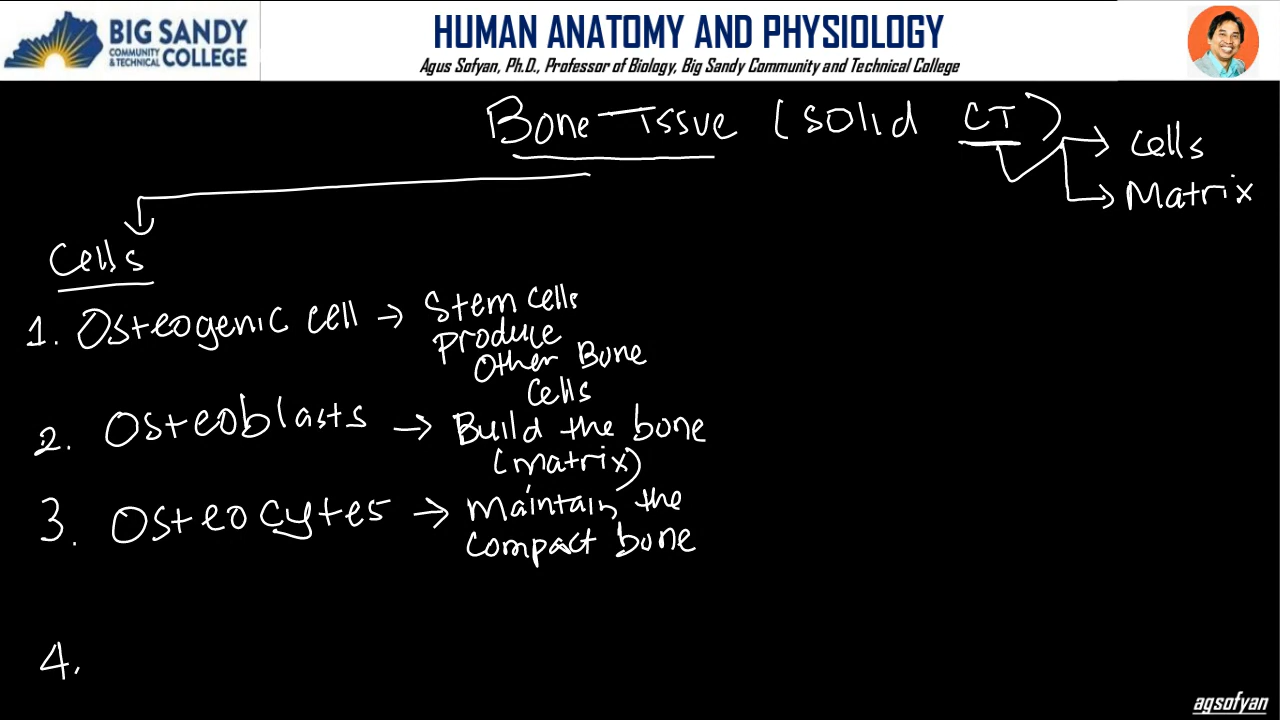 BIG SANDY
COMMUNITY
& TECHNICAL COLLEGE
HUMAN ANATOMY AND PHYSIOLOGY
Agus Sofyan, Ph.D., Professor of Biology, Big Sandy Community and Technical College
Bone Tissue (solid CT)
Cells
Matrix
Cells
1. Osteogenic cell → Stem cells
produce
Other Bone
Cells
2. Osteoblasts → Build the bone
(matrix)
3. Osteocytes → Maintain the
compact bone
4.
agsofyan